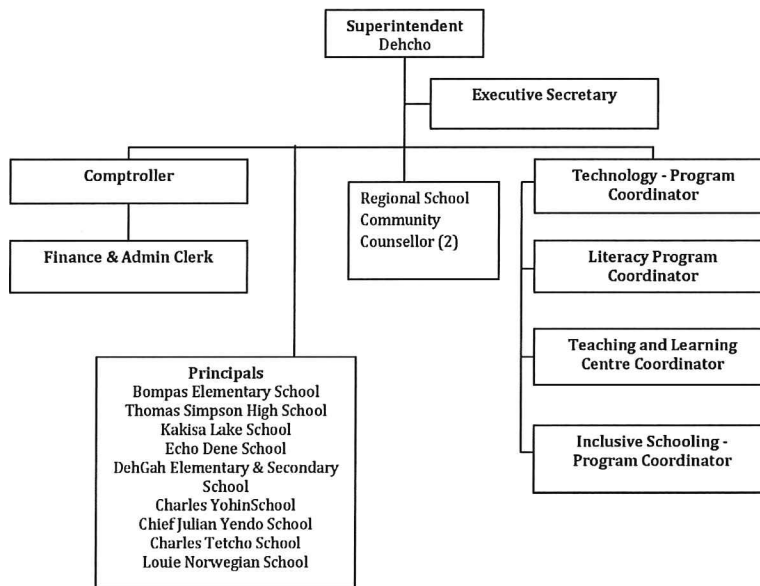 Superintendent
Dehcho
Executive Secretary
Comptroller
Finance & Admin Clerk
Regional School
Community
Counsellor (2)
Technology - Program
Coordinator
Literacy Program
Coordinator
Teaching and Learning
Centre Coordinator
Inclusive Schooling -
Program Coordinator
Principals
Bompas Elementary School
Thomas Simpson High School
Kakisa Lake School
Echo Dene School
DehGah Elementary & Secondary
School
Charles YohinSchool
Chief Julian Yendo School
Charles Tetcho School
Louie Norwegian School